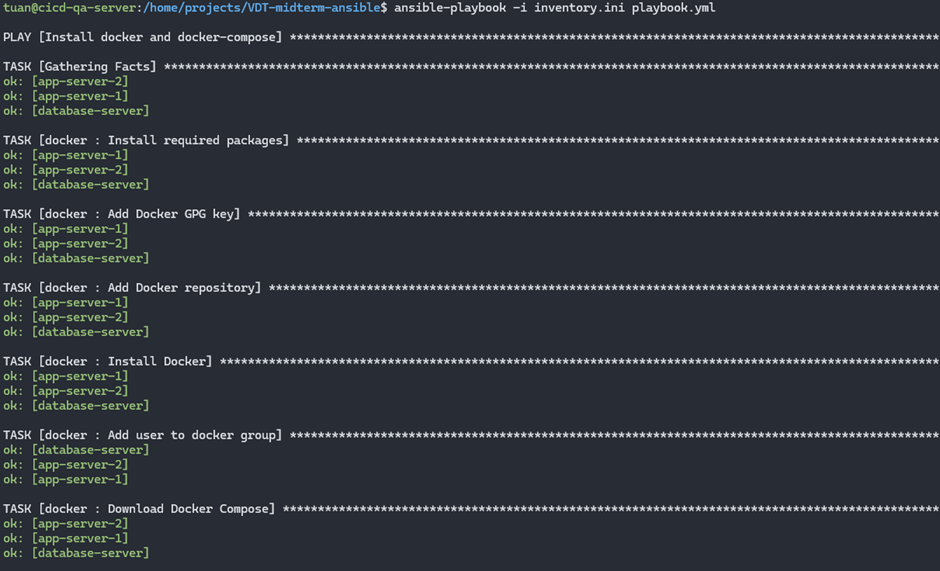 tuan@cicd-qa-server:/home/projects/VDT-midterm-ansible$ ansible-playbook -i inventory.ini playbook.yml
PLAY [Install docker and docker-compose] ********************************************************************************************
TASK [Gathering Facts] **************************************************************************************************************
ok: [app-server-2]
ok: [app-server-1]
ok: [database-server]
TASK [docker : Install required packages] *******************************************************************************************
ok: [app-server-1]
ok: [app-server-2]
ok: [database-server]
TASK [docker : Add Docker GPG key] **************************************************************************************************
ok: [app-server-1]
ok: [app-server-2]
ok: [database-server]
TASK [docker : Add Docker repository] ***********************************************************************************************
ok: [app-server-1]
ok: [app-server-2]
ok: [database-server]
TASK [docker : Install Docker] ******************************************************************************************************
ok: [app-server-1]
ok: [app-server-2]
ok: [database-server]
TASK [docker : Add user to docker group] ********************************************************************************************
ok: [database-server]
ok: [app-server-2]
ok: [app-server-1]
TASK [docker : Download Docker Compose] *********************************************************************************************
ok: [app-server-2]
ok: [app-server-1]
ok: [database-server]